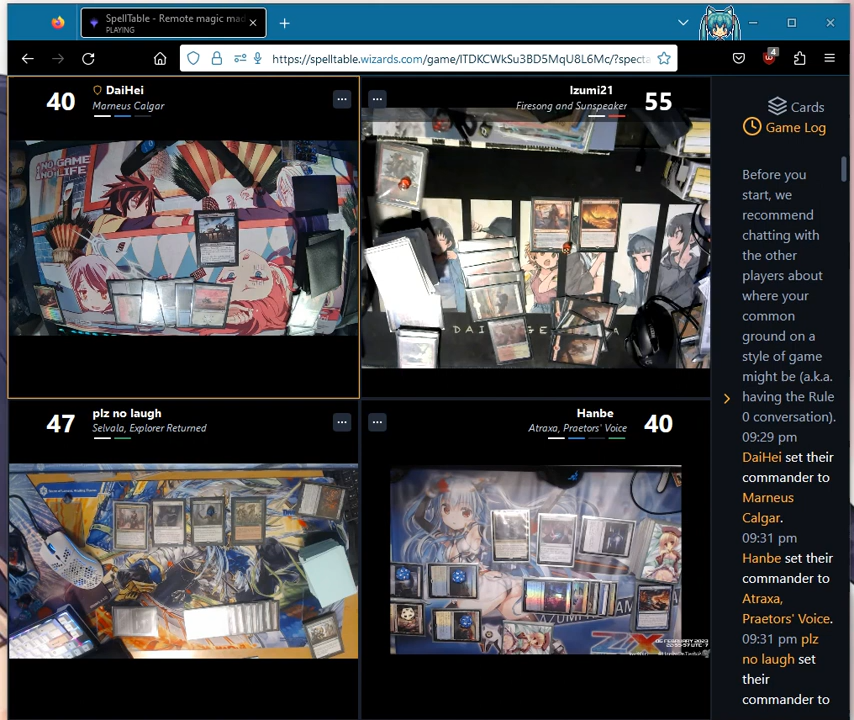 SpellTable - Remote magic mad
PLAYING
https://spelltable.wizards.com/game/ITDKCWkSu3BD5MqU8L6Mc/?specta
4
40
DaiHei
Marneus Calgar
Izumi21
Firesong and Sunspeaker
55
NO GAME
NO LIFE
47
plz no laugh
Selvala, Explorer Returned
Hanbe
Atraxa, Praetors' Voice
40
Cards
Game Log
Before you
start, we
recommend
chatting with
the other
players about
where your
common
ground on a
style of game
might be (a.k.a.
having the Rule
0 conversation).
09:29 pm
DaiHei set their
commander to
Marneus
Calgar.
09:31 pm
Hanbe set their
commander to
Atraxa,
Praetors' Voice.
09:31 pm plz
no laugh set
their
commander to